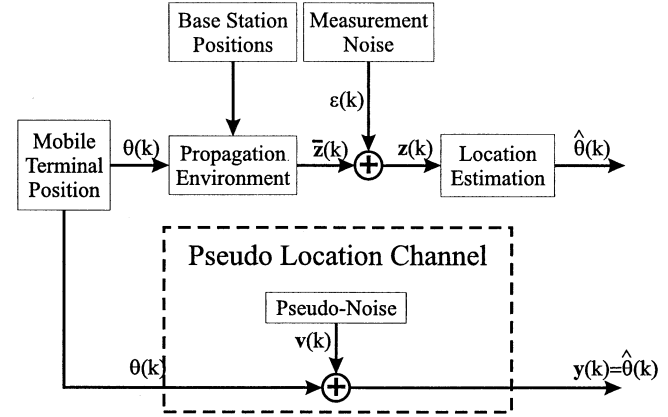 Base Station
Positions
Measurement
Noise
ε(k)
Mobile
Terminal
Position
θ(k)
Propagation
Environment
z̄(k)
+
z(k)
Location
Estimation
θ̂(k)
Pseudo Location Channel
Pseudo-Noise
v(k)
θ(k)
+
y(k)=θ̂(k)